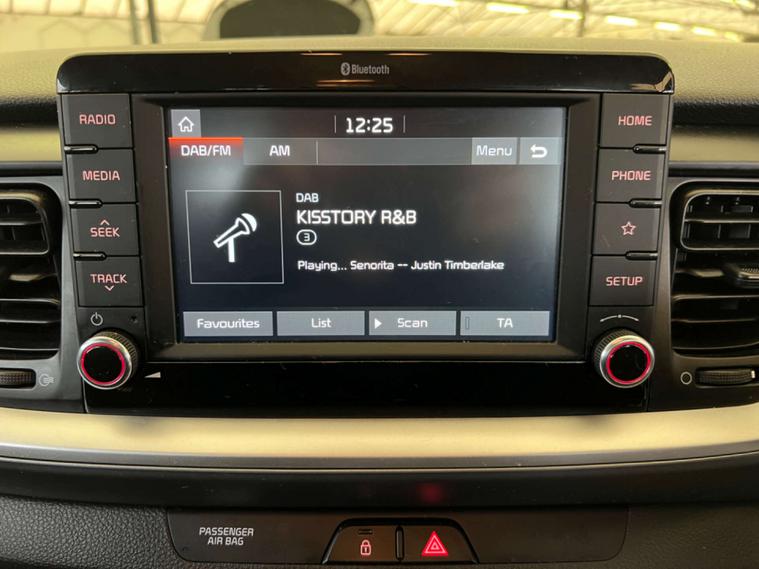 Bluetooth
RADIO
MEDIA
SEEK
TRACK
12:25
DAB/FM AM Menu
DAB
KISSTORY R&B
3
Playing... Senorita -- Justin Timberlake
Favourites List Scan TA
HOME
PHONE
SETUP
PASSENGER
AIR BAG